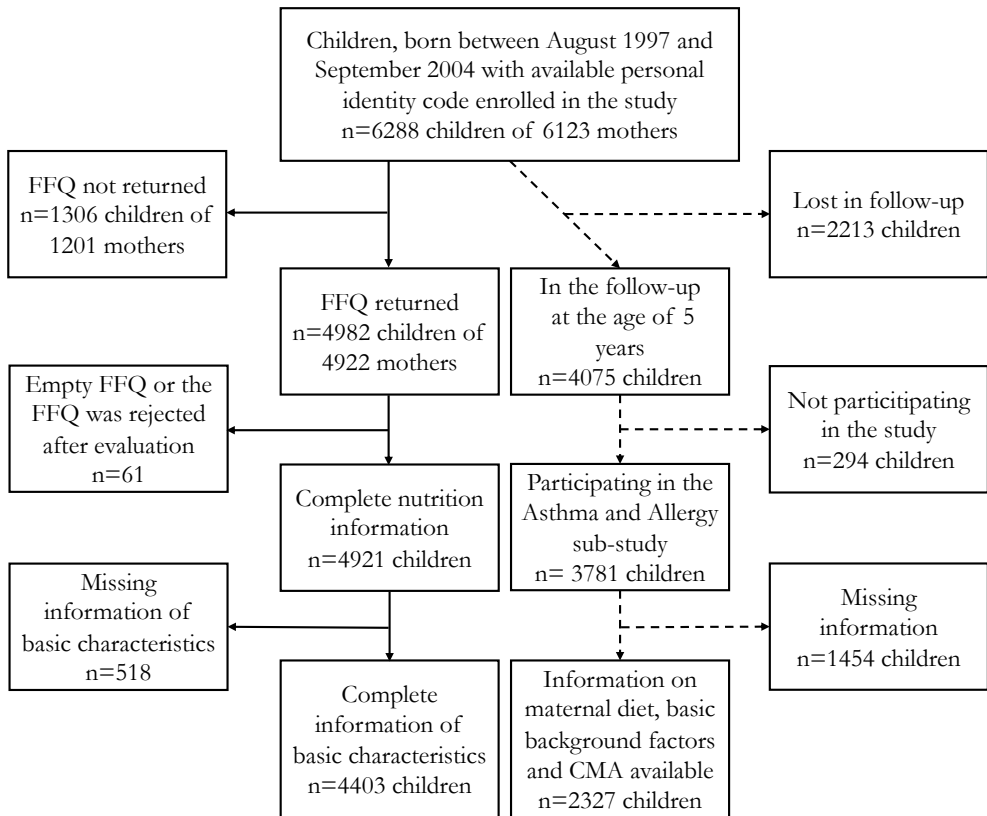 Children, born between August 1997 and
September 2004 with available personal
identity code enrolled in the study
n=6288 children of 6123 mothers
FFQ not returned
n=1306 children of
1201 mothers
Lost in follow-up
n=2213 children
FFQ returned
n=4982 children of
4922 mothers
In the follow-up
at the age of 5
years
n=4075 children
Empty FFQ or the
FFQ was rejected
after evaluation
n=61
Not particitipating
in the study
n=294 children
Complete nutrition
information
n=4921 children
Participating in the
Asthma and Allergy
sub-study
n= 3781 children
Missing
information of
basic characteristics
n=518
Missing
information
n=1454 children
Complete
information of
basic characteristics
n=4403 children
Information on
maternal diet, basic
background factors
and CMA available
n=2327 children